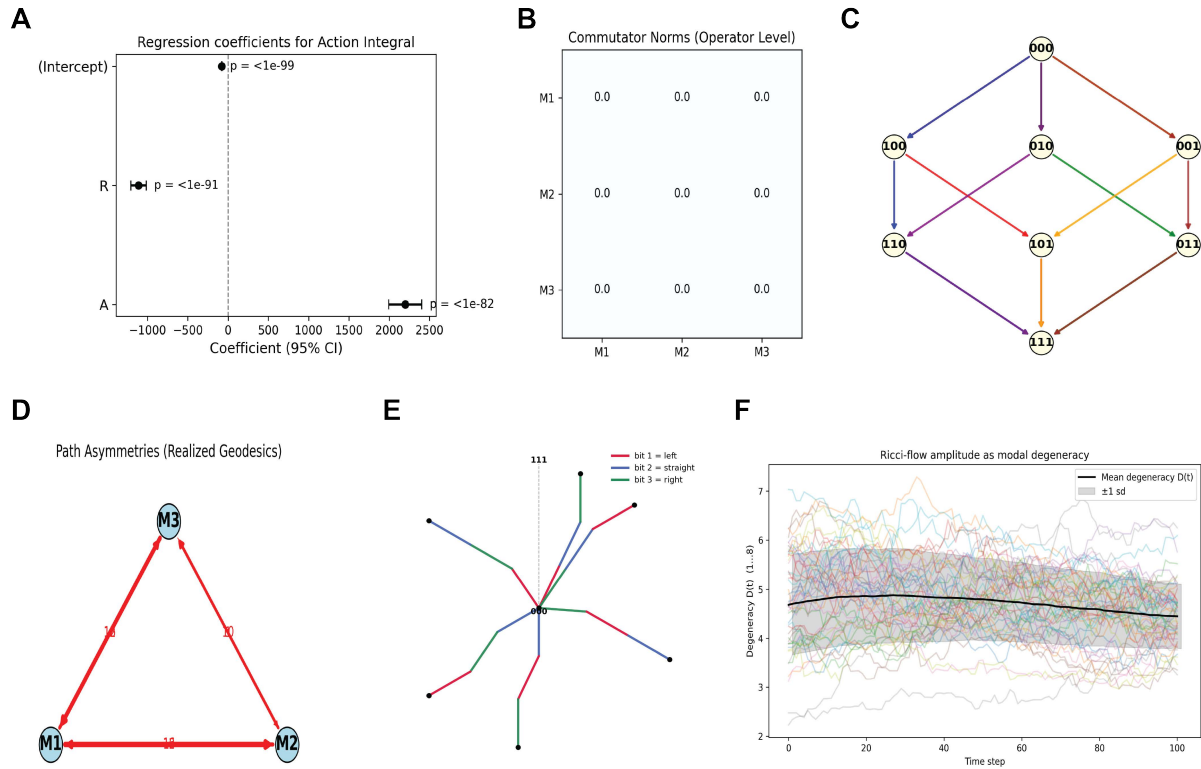 A
Regression coefficients for Action Integral
(Intercept)
p = <1e-99
R
p = <1e-91
A
p = <1e-82
−1000 −500 0 500 1000 1500 2000 2500
Coefficient (95% CI)
B
Commutator Norms (Operator Level)
M1 0.0 0.0 0.0
M2 0.0 0.0 0.0
M3 0.0 0.0 0.0
M1 M2 M3
C
000
100 010 001
110 101 011
111
D
Path Asymmetries (Realized Geodesics)
M3
M1
M2
E
111
bit 1 = left
bit 2 = straight
bit 3 = right
000
F
Ricci-flow amplitude as modal degeneracy
Mean degeneracy D(t)
±1 sd
Degeneracy D(t) (1...8)
7
6
5
4
3
2
0 20 40 60 80 100
Time step